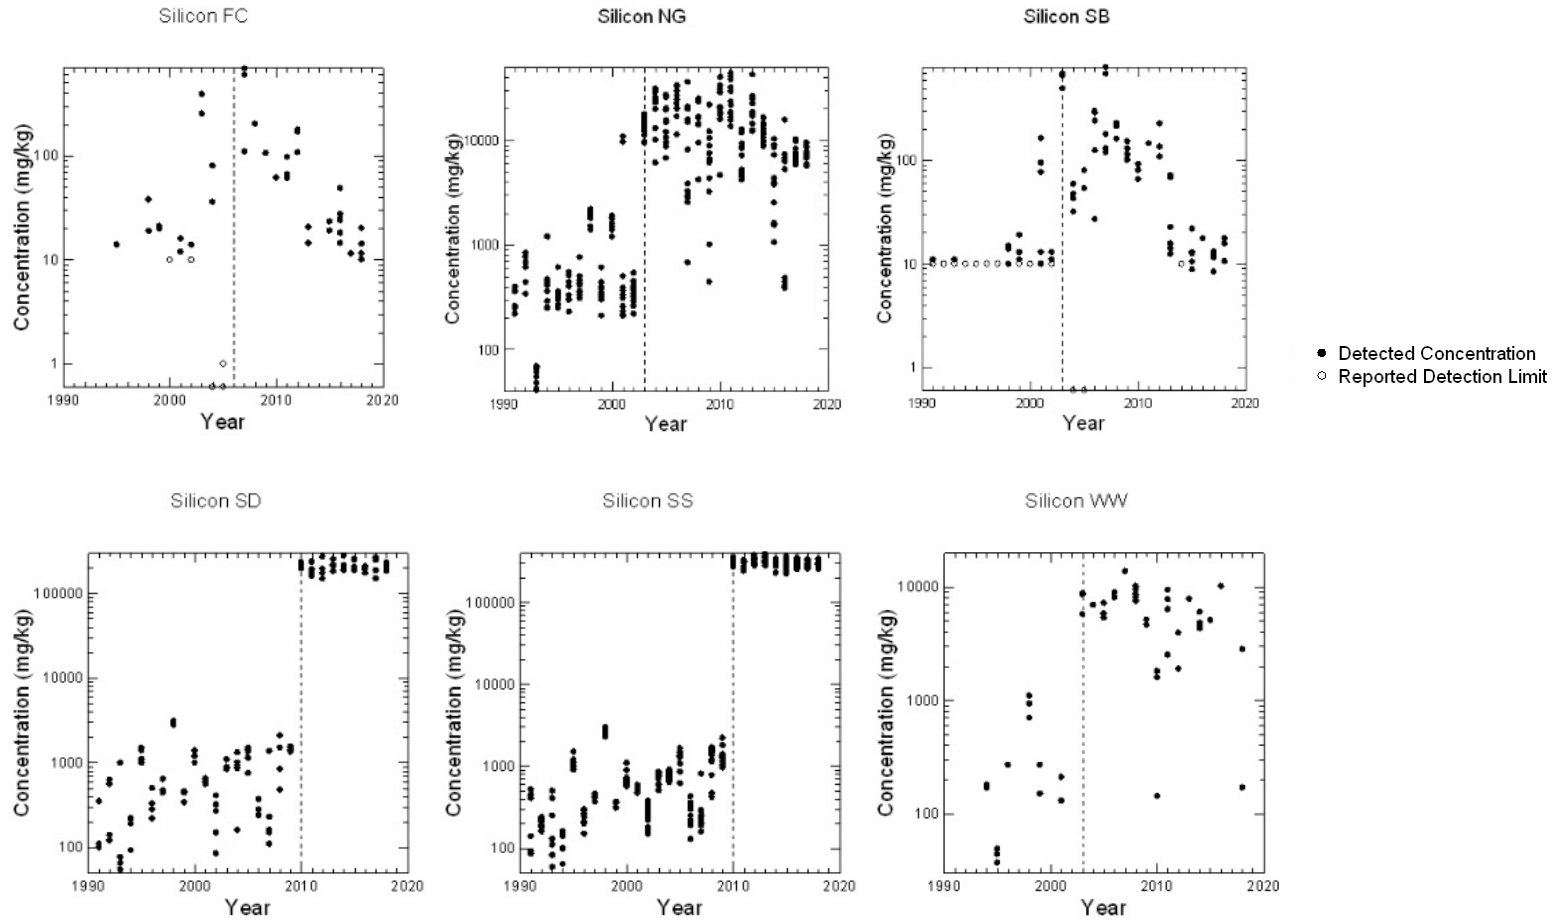 Silicon FC
Silicon NG
Silicon SB
Concentration (mg/kg)
100
10
1
1990
2000
2010
2020
Year
Concentration (mg/kg)
10000
1000
100
1990
2000
2010
2020
Year
Concentration (mg/kg)
100
10
1
1990
2000
2010
2020
Year
Detected Concentration
Reported Detection Limit
Silicon SD
Silicon SS
Silicon WW
Concentration (mg/kg)
100000
10000
1000
100
1990
2000
2010
2020
Year
Concentration (mg/kg)
100000
10000
1000
100
1990
2000
2010
2020
Year
Concentration (mg/kg)
10000
1000
100
1990
2000
2010
2020
Year